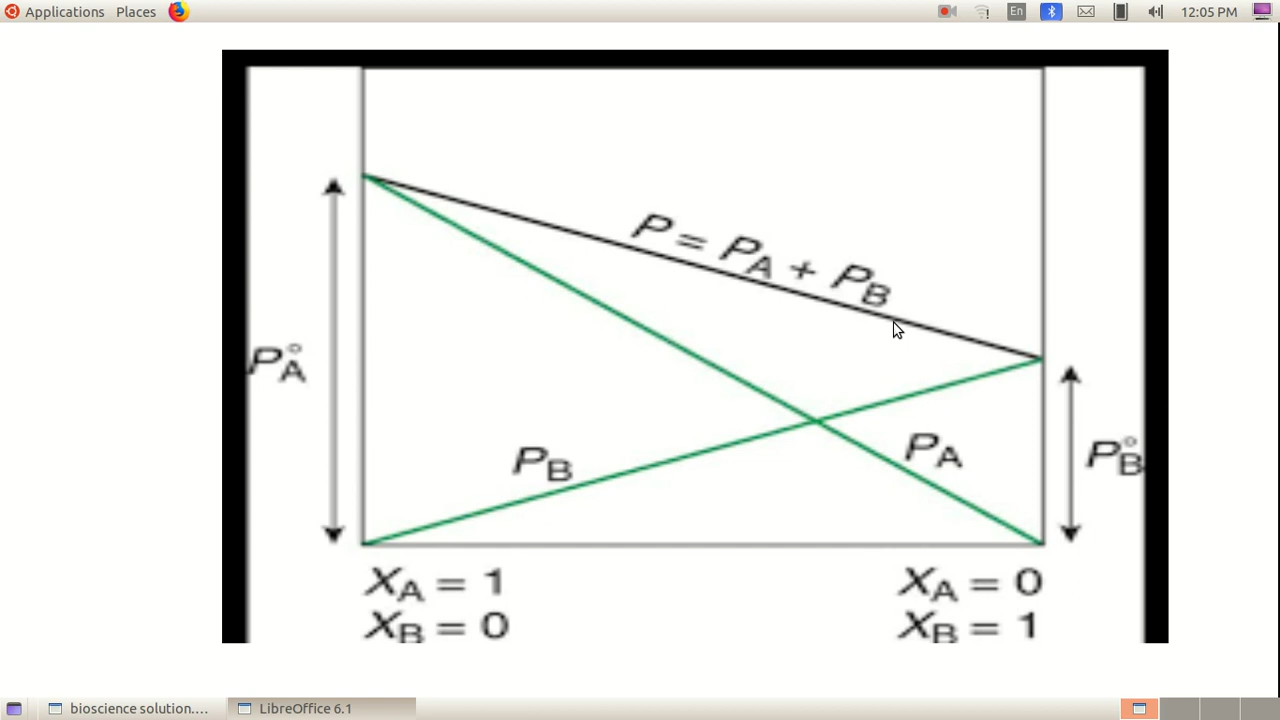 Applications Places En 12:05 PM
P = PA + PB
P°A
PB
PA
P°B
XA = 1
XB = 0
XA = 0
XB = 1
bioscience solution.... LibreOffice 6.1